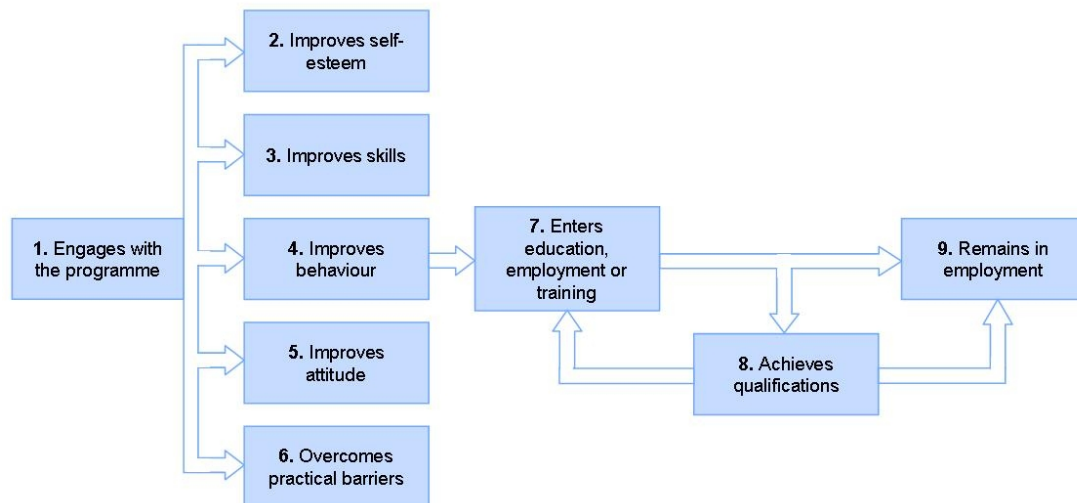 1. Engages with
the programme
2. Improves self-
esteem
3. Improves skills
4. Improves
behaviour
5. Improves
attitude
6. Overcomes
practical barriers
7. Enters
education,
employment or
training
8. Achieves
qualifications
9. Remains in
employment